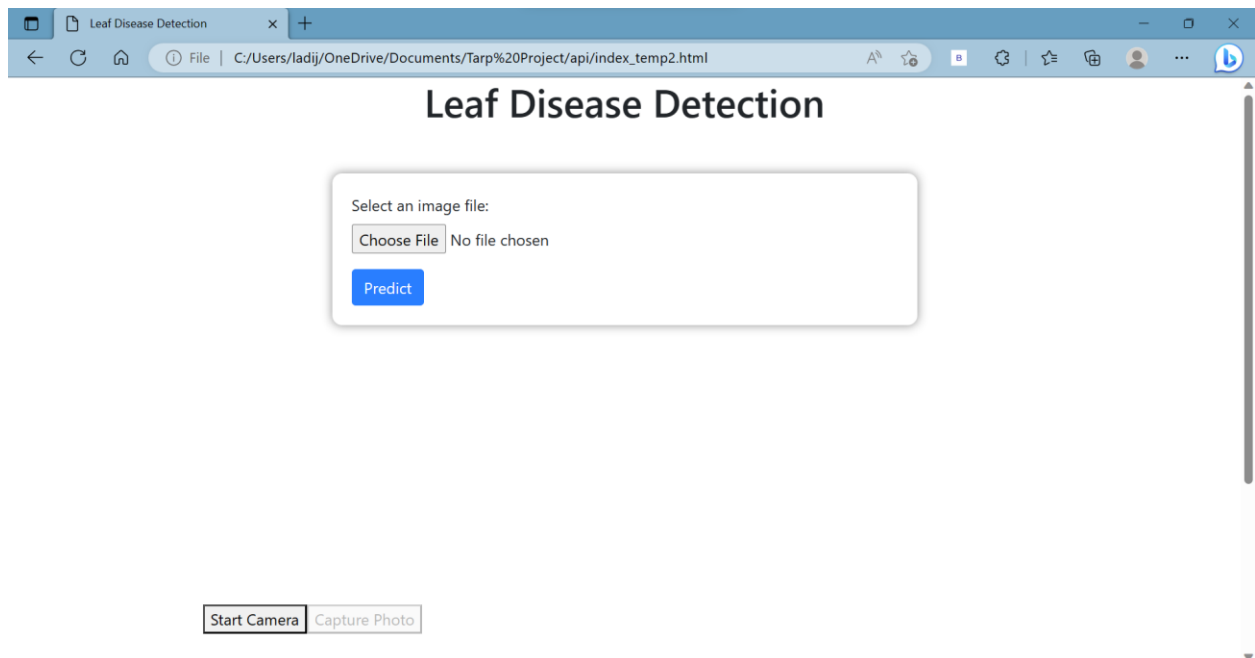 Leaf Disease Detection
File | C:/Users/ladij/OneDrive/Documents/Tarp%20Project/api/index_temp2.html
Leaf Disease Detection
Select an image file:
Choose File No file chosen
Predict
Start Camera Capture Photo